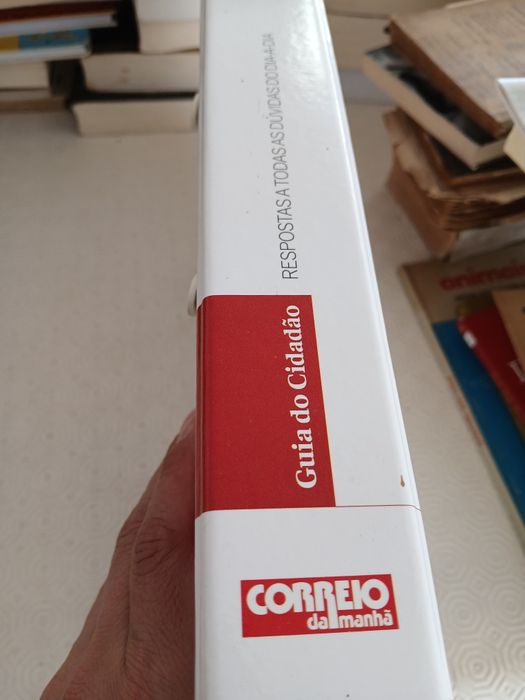 RESPOSTAS A TODAS AS DÚVIDAS DO DIA-A-DIA
Guia do Cidadão
CORREIO
da manhã